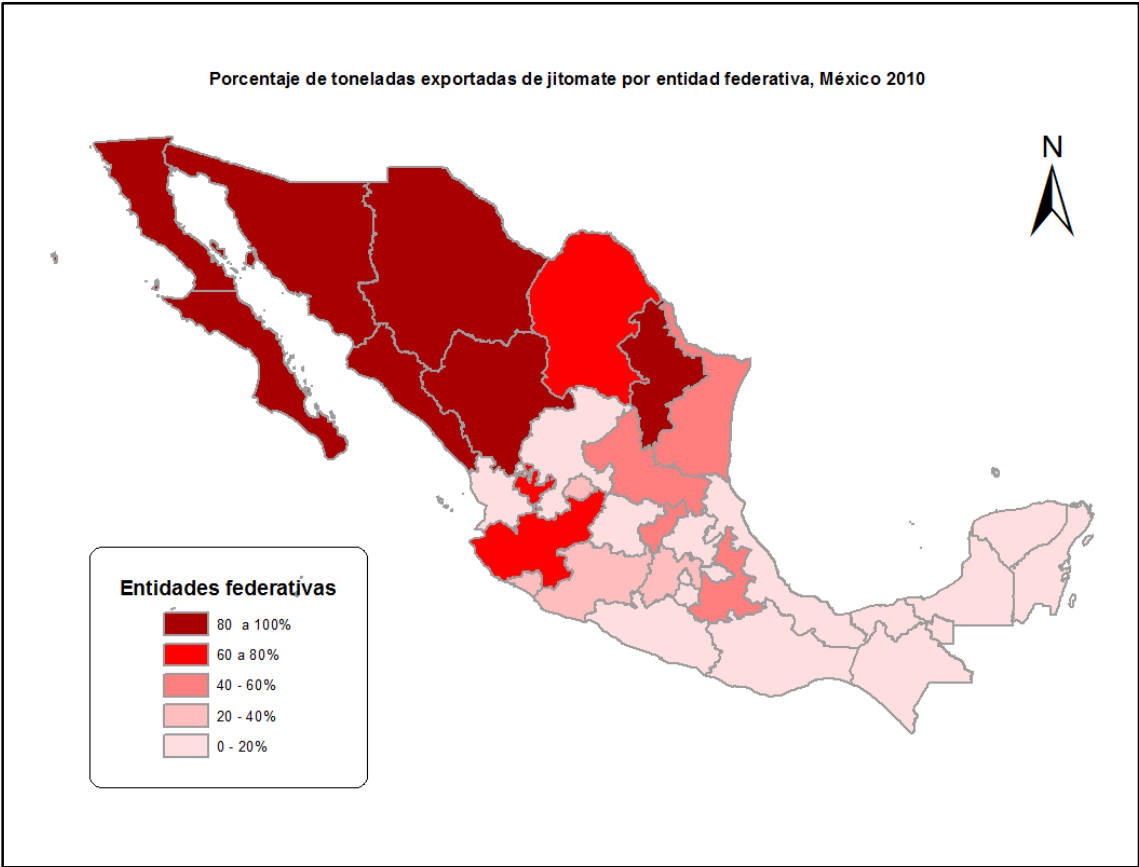 Porcentaje de toneladas exportadas de jitomate por entidad federativa, México 2010
N
Entidades federativas
80 a 100%
60 a 80%
40 - 60%
20 - 40%
0 - 20%